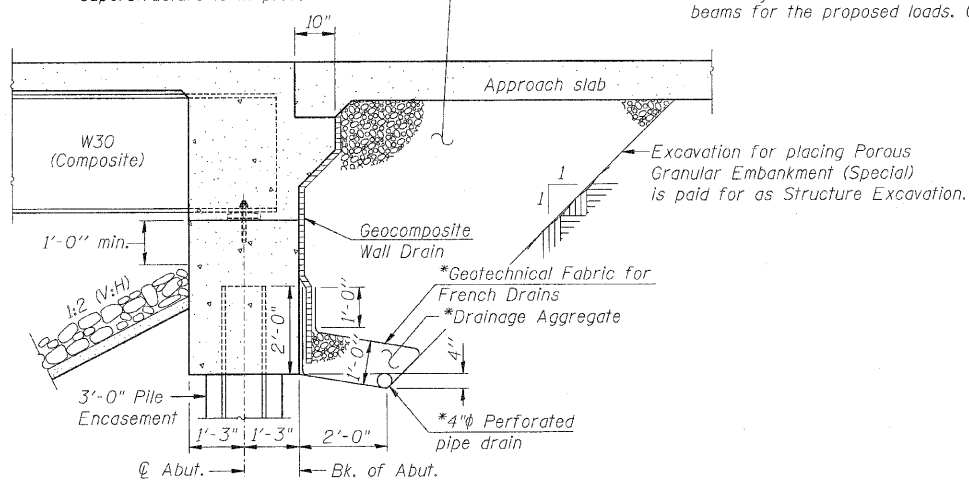 beams for the proposed loads.
10"
Approach slab
W30
(Composite)
Excavation for placing Porous
Granular Embankment (Special)
is paid for as Structure Excavation.
1
1
1'-0" min.
Geocomposite
Wall Drain
1:2 (V:H)
*Geotechnical Fabric for
French Drains
*Drainage Aggregate
1'-0"
2'-0"
1'-0"
4"
3'-0" Pile
Encasement
*4"ϕ Perforated
pipe drain
1'-3"
1'-3"
2'-0"
℄ Abut.
Bk. of Abut.